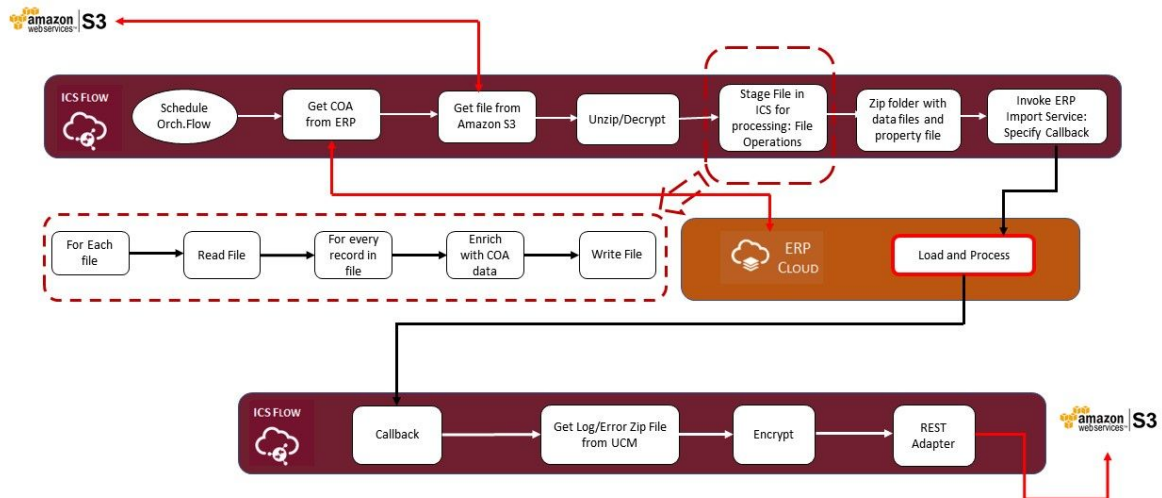 amazon
webservices™
S3
ICS FLOW
Schedule
Orch.Flow
Get COA
from ERP
Get file from
Amazon S3
Unzip/Decrypt
Stage File in
ICS for
processing: File
Operations
Zip folder with
data files and
property file
Invoke ERP
Import Service:
Specify Callback
For Each
file
Read File
For every
record in
file
Enrich
with COA
data
Write File
ERP
CLOUD
Load and Process
ICS FLOW
Callback
Get Log/Error Zip File
from UCM
Encrypt
REST
Adapter
amazon
webservices™
S3